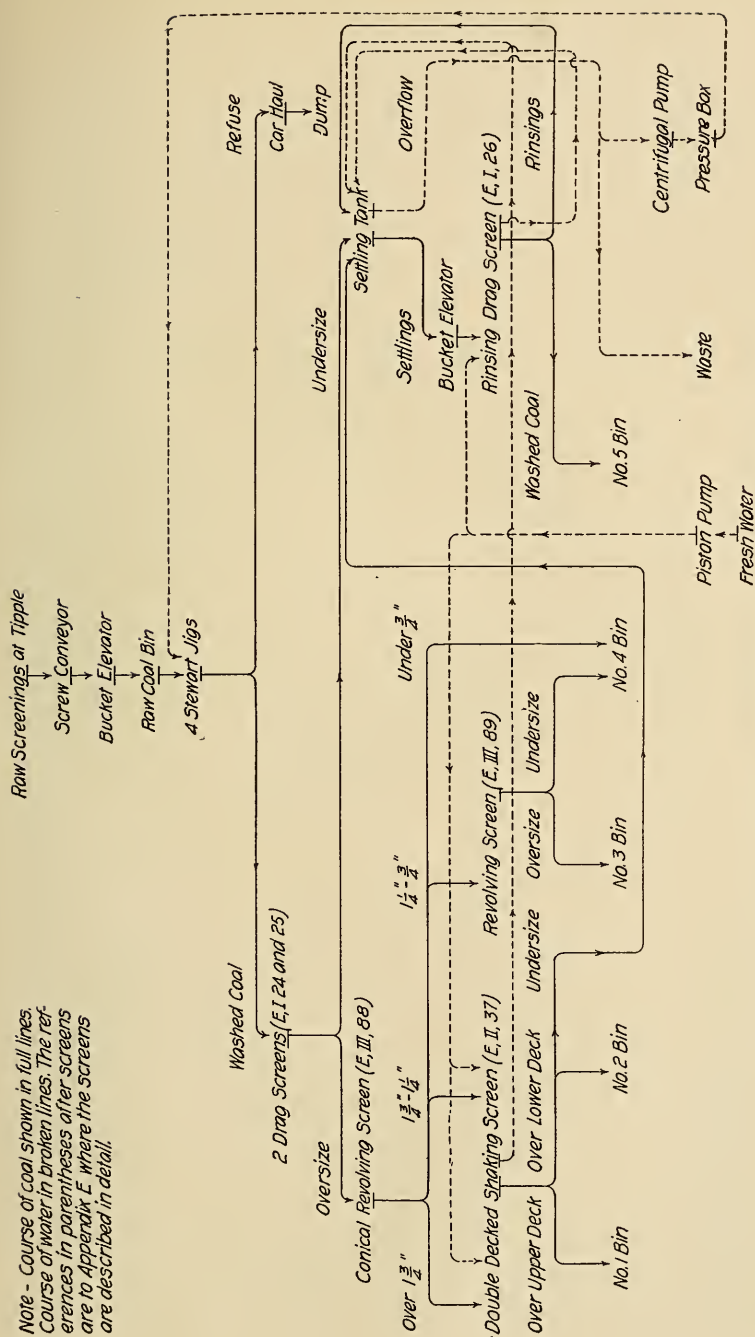 Note - Course of coal shown in full lines.
Course of water in broken lines. The ref-
erences in parentheses after screens
are to Appendix E where the screens
are described in detail.
Raw Screenings at Tipple
Screw Conveyor
Bucket Elevator
Raw Coal Bin
4 Stewart Jigs
Washed Coal
Refuse
2 Drag Screens (E, I 24 and 25)
Car Haul
Dump
Oversize
Undersize
Conical Revolving Screen (E, III, 88)
Settling Tank
Overflow
Over 1 3/4"
1 3/4" - 1 1/4"
1 1/4" - 3/4"
Under 3/4"
Settlings
Bucket Elevator
Double Decked Shaking Screen (E, II, 37)
Revolving Screen (E, III, 89)
Rinsing Drag Screen (E, I, 26)
Over Upper Deck
Over Lower Deck
Undersize
Oversize
Undersize
Washed Coal
Rinsings
No.1 Bin
No.2 Bin
No.3 Bin
No.4 Bin
No.5 Bin
Piston Pump
Fresh Water
Waste
Centrifugal Pump
Pressure Box